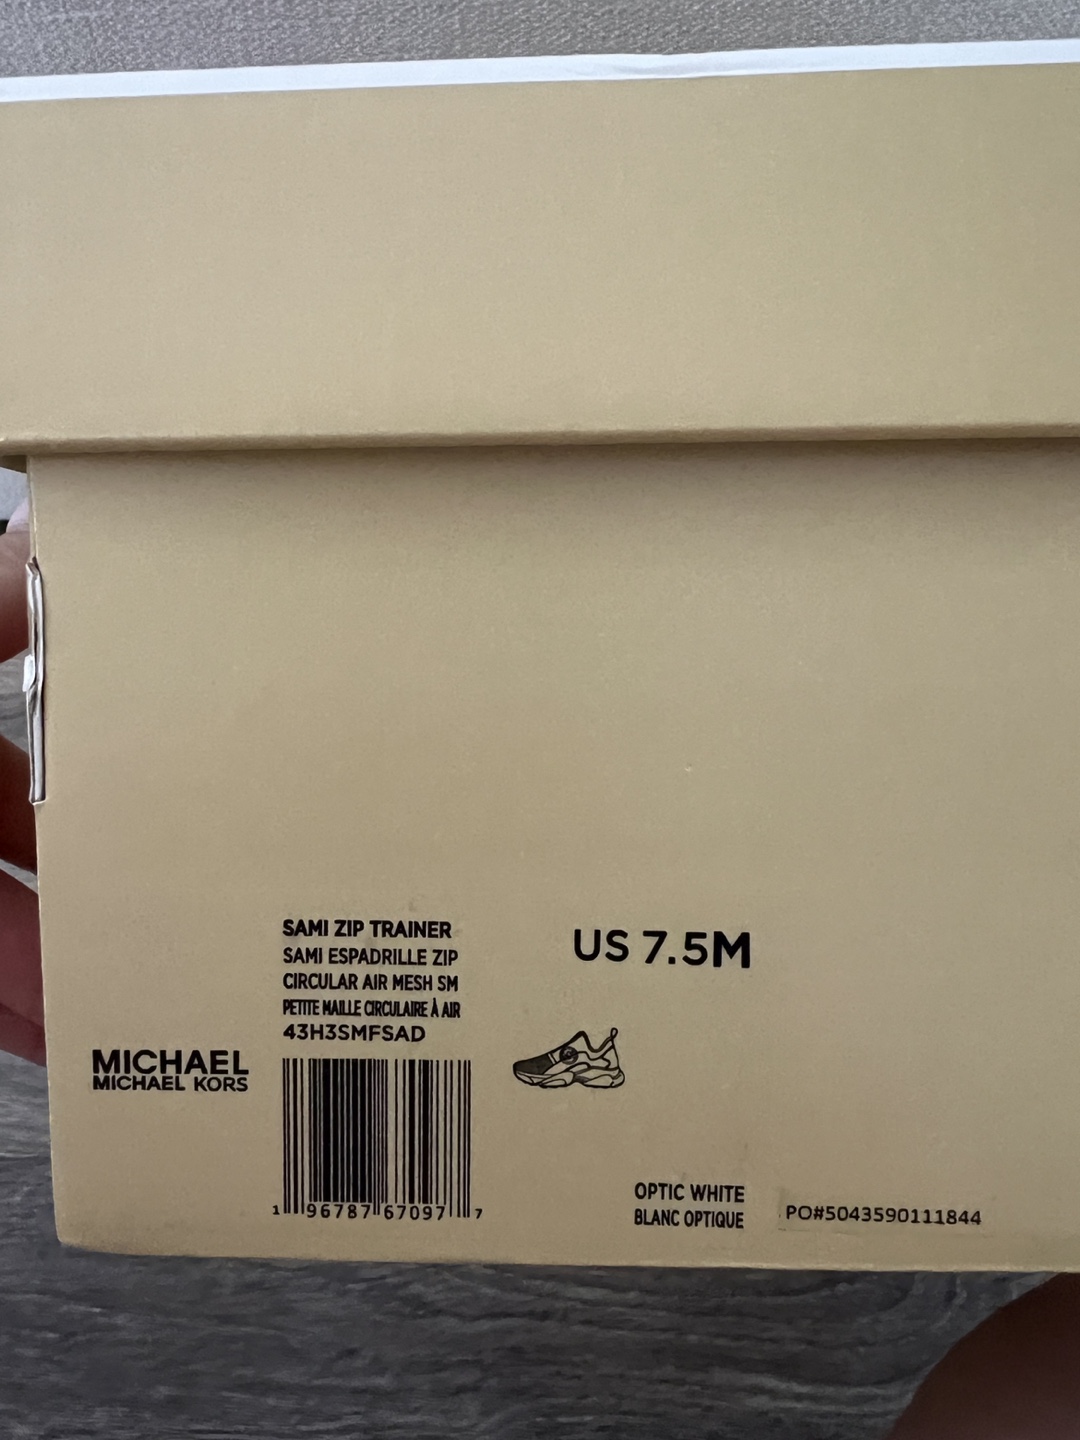 SAMI ZIP TRAINER
SAMI ESPADRILLE ZIP
CIRCULAR AIR MESH SM
PETITE MAILLE CIRCULAIRE À AIR
43H3SMFSAD
US 7.5M
MICHAEL
MICHAEL KORS
1 96787 67097 7
OPTIC WHITE
BLANC OPTIQUE
PO#5043590111844